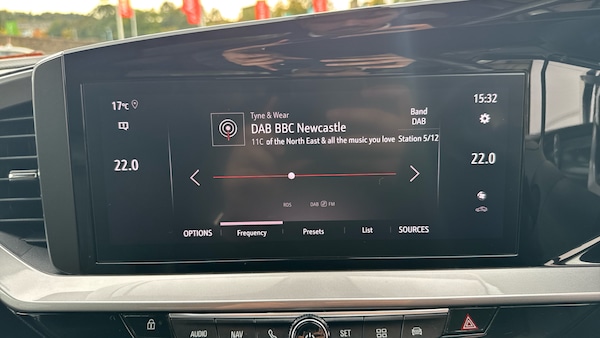 17°C
15:32
22.0
22.0
Tyne & Wear
DAB BBC Newcastle
11C of the North East & all the music you love
Band
DAB
Station 5/12
RDS DAB FM
OPTIONS Frequency Presets List SOURCES
AUDIO NAV SET